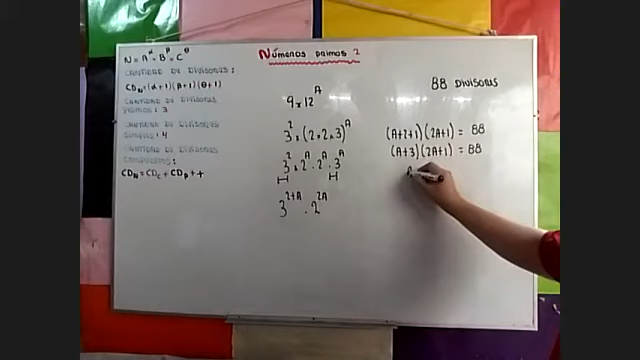 Números primos 2
N = A^α = B^β = C^θ
CANTIDAD DE DIVISORES :
CD_N = (α+1)(β+1)(θ+1)
CANTIDAD DE DIVISORES
PRIMOS : 3
CANTIDAD DE DIVISORES
SIMPLES : 4
CANTIDAD DE DIVISORES
COMPUESTOS :
CD_N = CD_C + CD_P + +
9 x 12^A
3^2 x (2 x 2 x 3)^A
3^2 x 2^A . 2^A . 3^A
3^2+A . 2^2A
88 DIVISORES
(A+2+1)(2A+1) = 88
(A+3)(2A+1) = 88